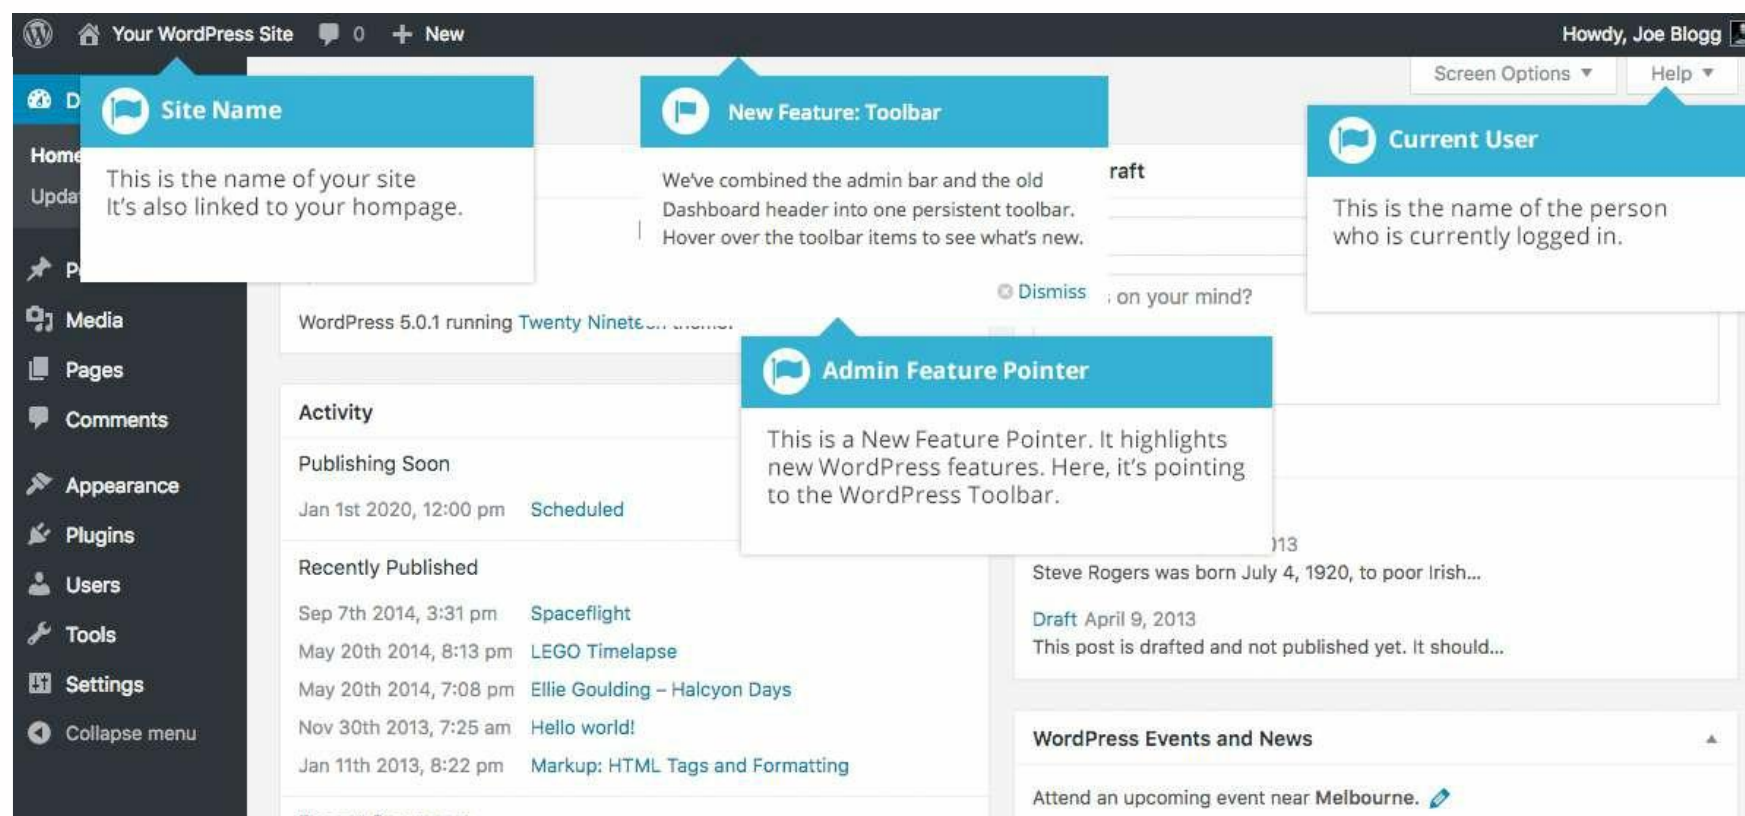 Your WordPress Site 0 New Howdy, Joe Blogg
Screen Options Help
Site Name
This is the name of your site
It's also linked to your hompage.
New Feature: Toolbar
We've combined the admin bar and the old
Dashboard header into one persistent toolbar.
Hover over the toolbar items to see what's new.
Dismiss
Current User
This is the name of the person
who is currently logged in.
Home
Media
Pages
Comments
Appearance
Plugins
Users
Tools
Settings
Collapse menu
on your mind?
WordPress 5.0.1 running Twenty Nineteen theme.
Admin Feature Pointer
This is a New Feature Pointer. It highlights
new WordPress features. Here, it's pointing
to the WordPress Toolbar.
Activity
Publishing Soon
Jan 1st 2020, 12:00 pm Scheduled
Recently Published
Sep 7th 2014, 3:31 pm Spaceflight
May 20th 2014, 8:13 pm LEGO Timelapse
May 20th 2014, 7:08 pm Ellie Goulding – Halcyon Days
Nov 30th 2013, 7:25 am Hello world!
Jan 11th 2013, 8:22 pm Markup: HTML Tags and Formatting
Steve Rogers was born July 4, 1920, to poor Irish...
Draft April 9, 2013
This post is drafted and not published yet. It should...
WordPress Events and News
Attend an upcoming event near Melbourne.